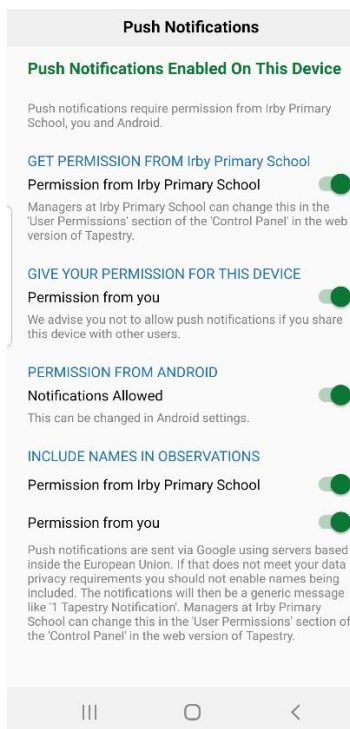 Push Notifications
Push Notifications Enabled On This Device
Push notifications require permission from Irby Primary
School, you and Android.
GET PERMISSION FROM Irby Primary School
Permission from Irby Primary School
Managers at Irby Primary School can change this in the
'User Permissions' section of the 'Control Panel' in the web
version of Tapestry.
GIVE YOUR PERMISSION FOR THIS DEVICE
Permission from you
We advise you not to allow push notifications if you share
this device with other users.
PERMISSION FROM ANDROID
Notifications Allowed
This can be changed in Android settings.
INCLUDE NAMES IN OBSERVATIONS
Permission from Irby Primary School
Permission from you
Push notifications are sent via Google using servers based
inside the European Union. If that does not meet your data
privacy requirements you should not enable names being
included. The notifications will then be a generic message
like '1 Tapestry Notification'. Managers at Irby Primary
School can change this in the 'User Permissions' section of
the 'Control Panel' in the web version of Tapestry.